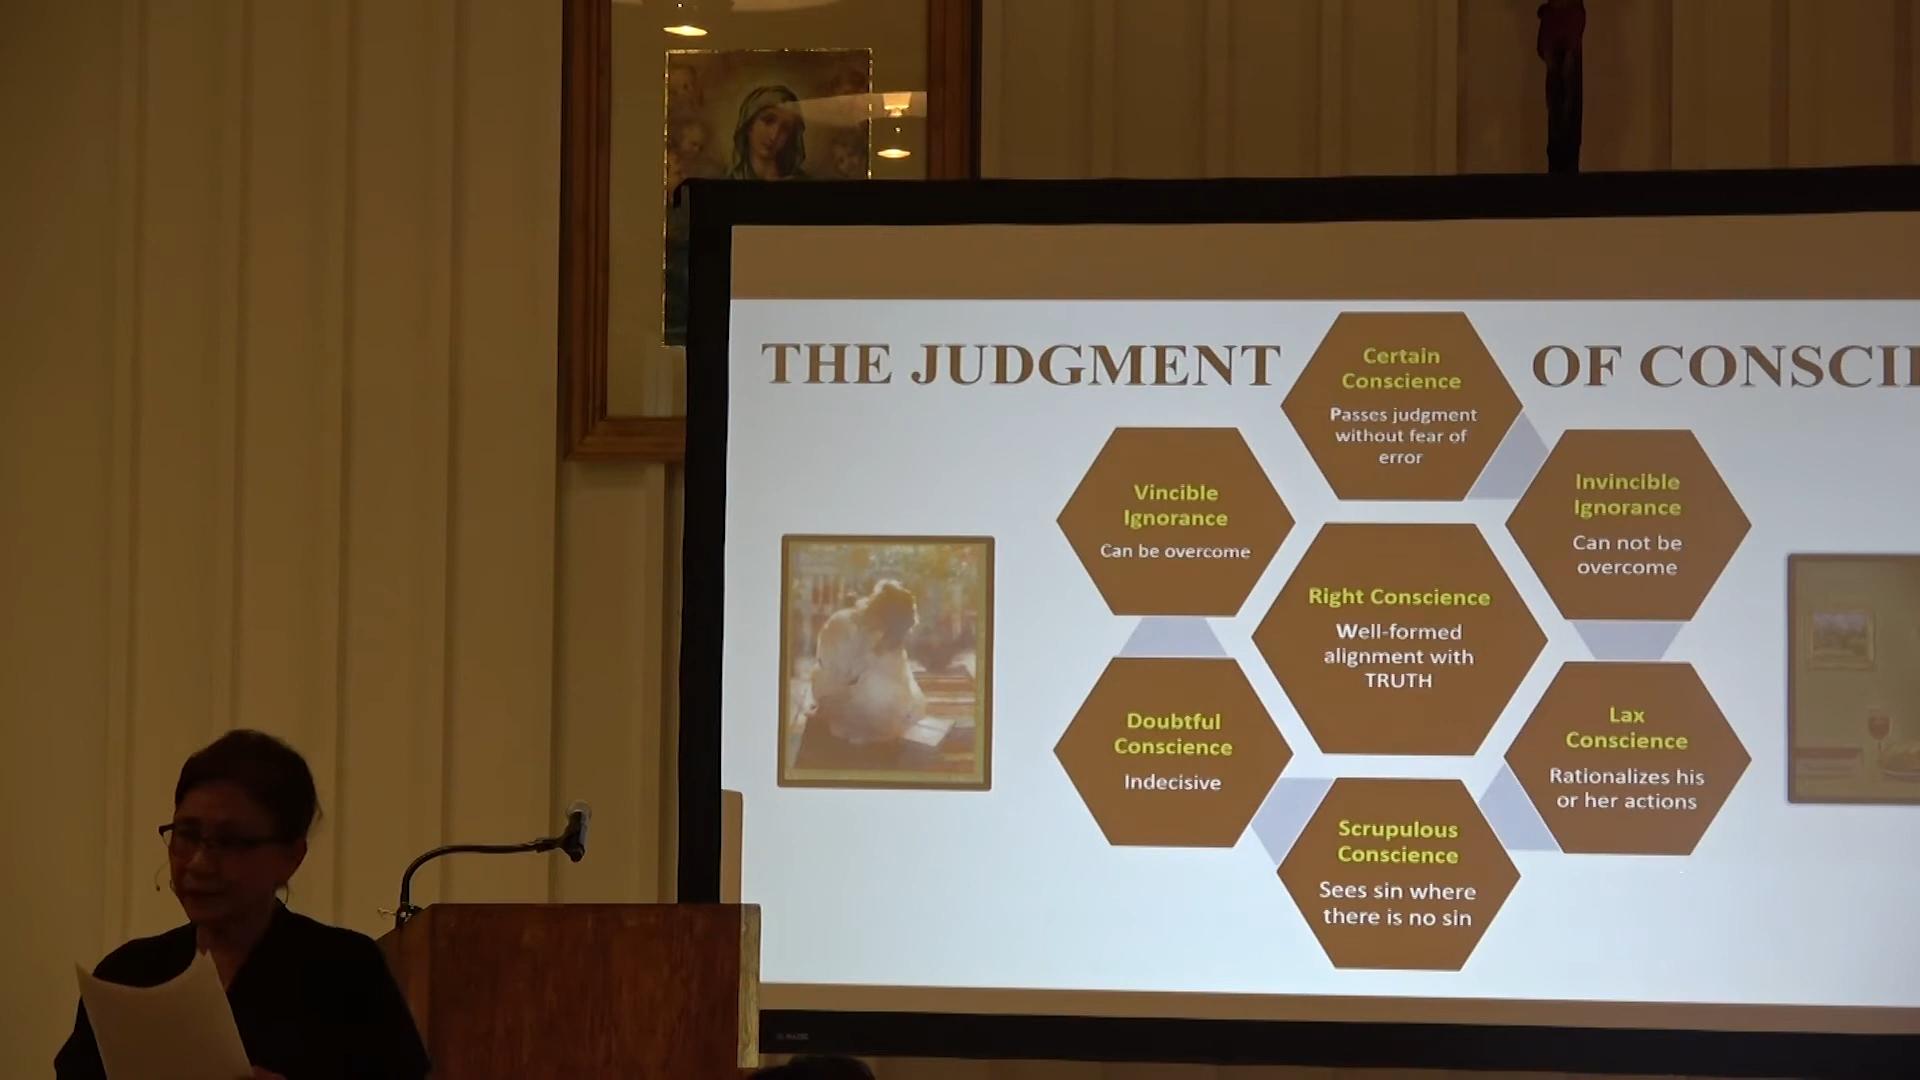 THE JUDGMENT OF CONSCI
Certain
Conscience
Passes judgment
without fear of
error
Vincible
Ignorance
Can be overcome
Invincible
Ignorance
Can not be
overcome
Right Conscience
Well-formed
alignment with
TRUTH
Doubtful
Conscience
Indecisive
Lax
Conscience
Rationalizes his
or her actions
Scrupulous
Conscience
Sees sin where
there is no sin